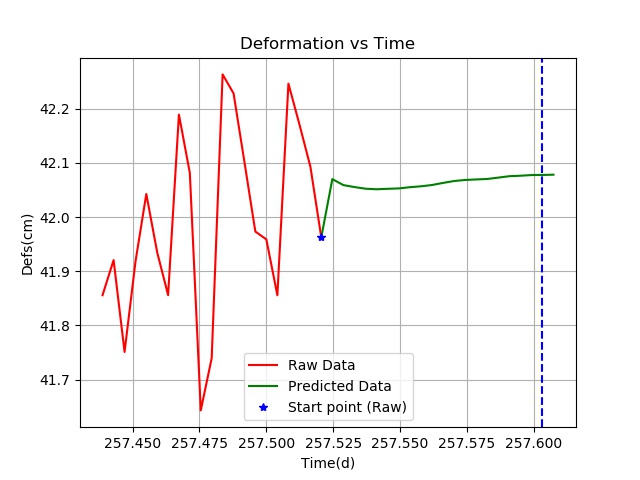 Deformation vs Time
Defs(cm)
42.2
42.1
42.0
41.9
41.8
41.7
Raw Data
Predicted Data
Start point (Raw)
257.450 257.475 257.500 257.525 257.550 257.575 257.600
Time(d)